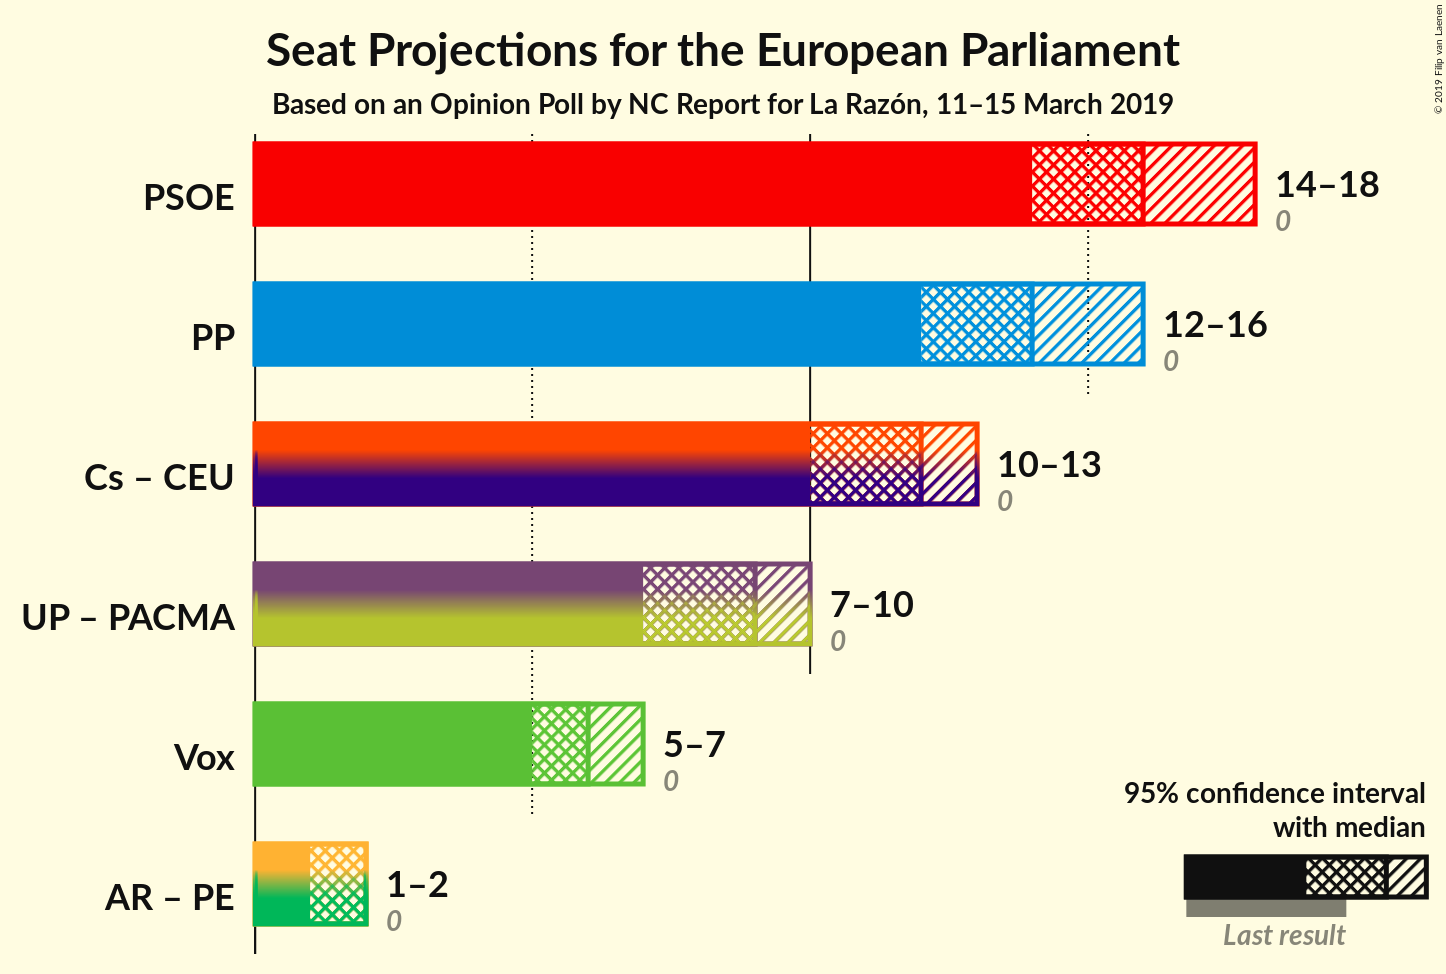 Seat Projections for the European Parliament
Based on an Opinion Poll by NC Report for La Razón, 11–15 March 2019
© 2019 Filip van Laenen
PSOE
14–18
0
PP
12–16
0
Cs – CEU
10–13
0
UP – PACMA
7–10
0
Vox
5–7
0
AR – PE
1–2
0
95% confidence interval
with median
Last result